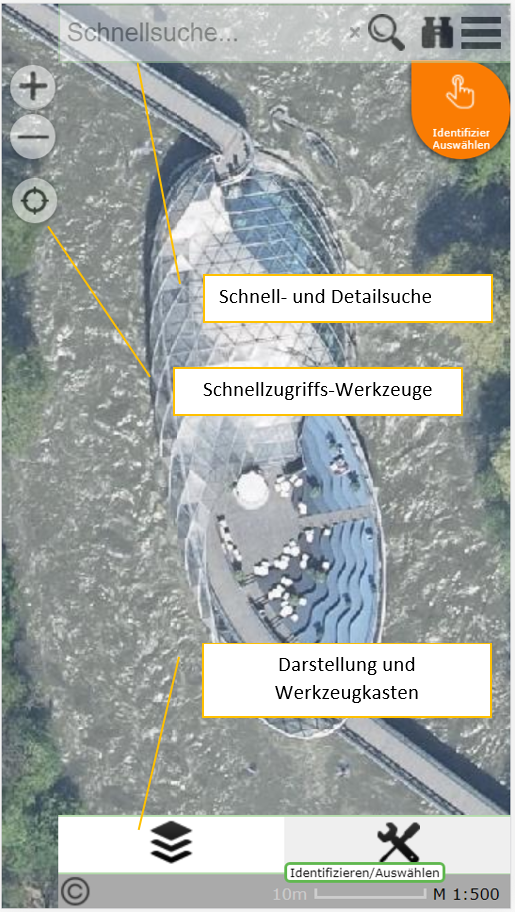 Schnellsuche...
Identifizier
Auswählen
Schnell- und Detailsuche
Schnellzugriffs-Werkzeuge
Darstellung und
Werkzeugkasten
Identifizieren/Auswählen
10m
M 1:500